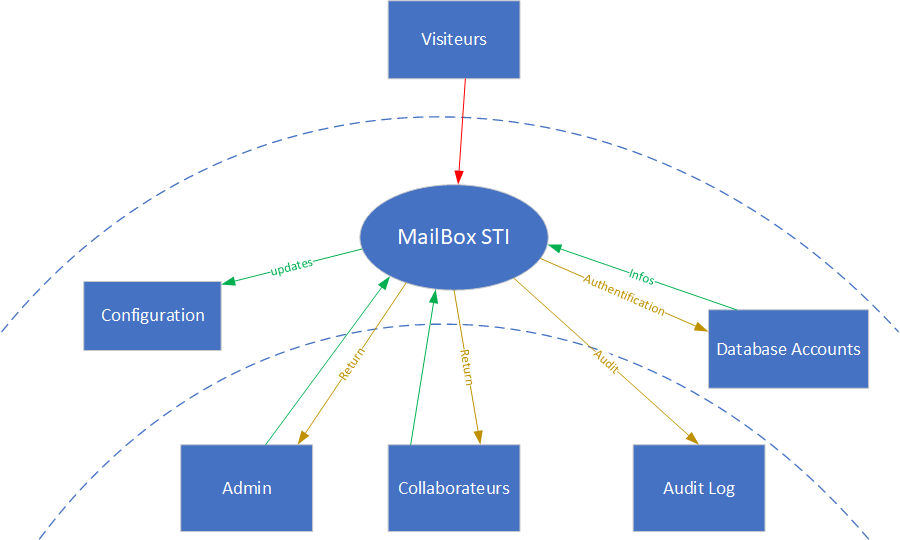 Visiteurs
MailBox STI
updates
Infos
Authentification
Configuration
Database Accounts
Return
Return
Audit
Admin
Collaborateurs
Audit Log